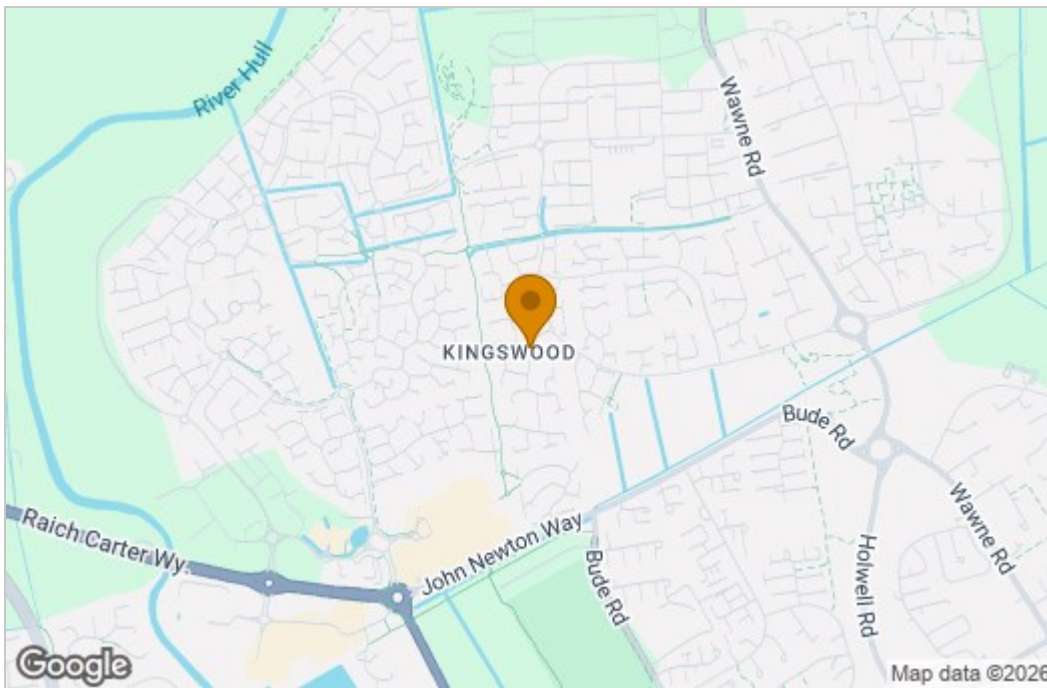 River Hull
Wawne Rd
KINGSWOOD
Bude Rd
Raich Carter Wy.
John Newton Way
Wawne Rd
Bude Rd
Holwell Rd
Google
Map data ©2026